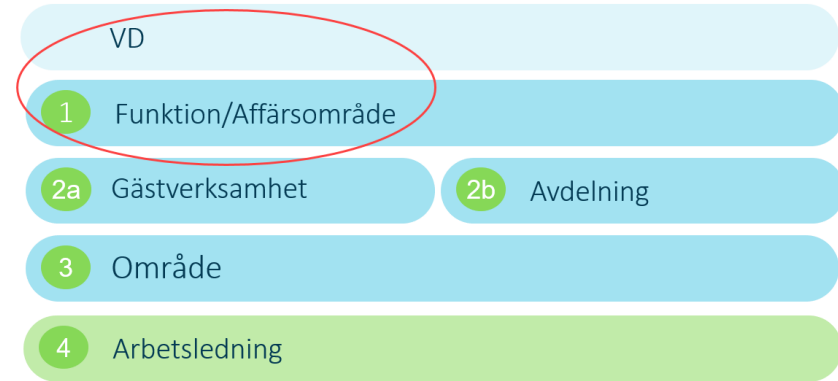 VD
1 Funktion/Affärsområde
2a Gästverksamhet 2b Avdelning
3 Område
4 Arbetsledning